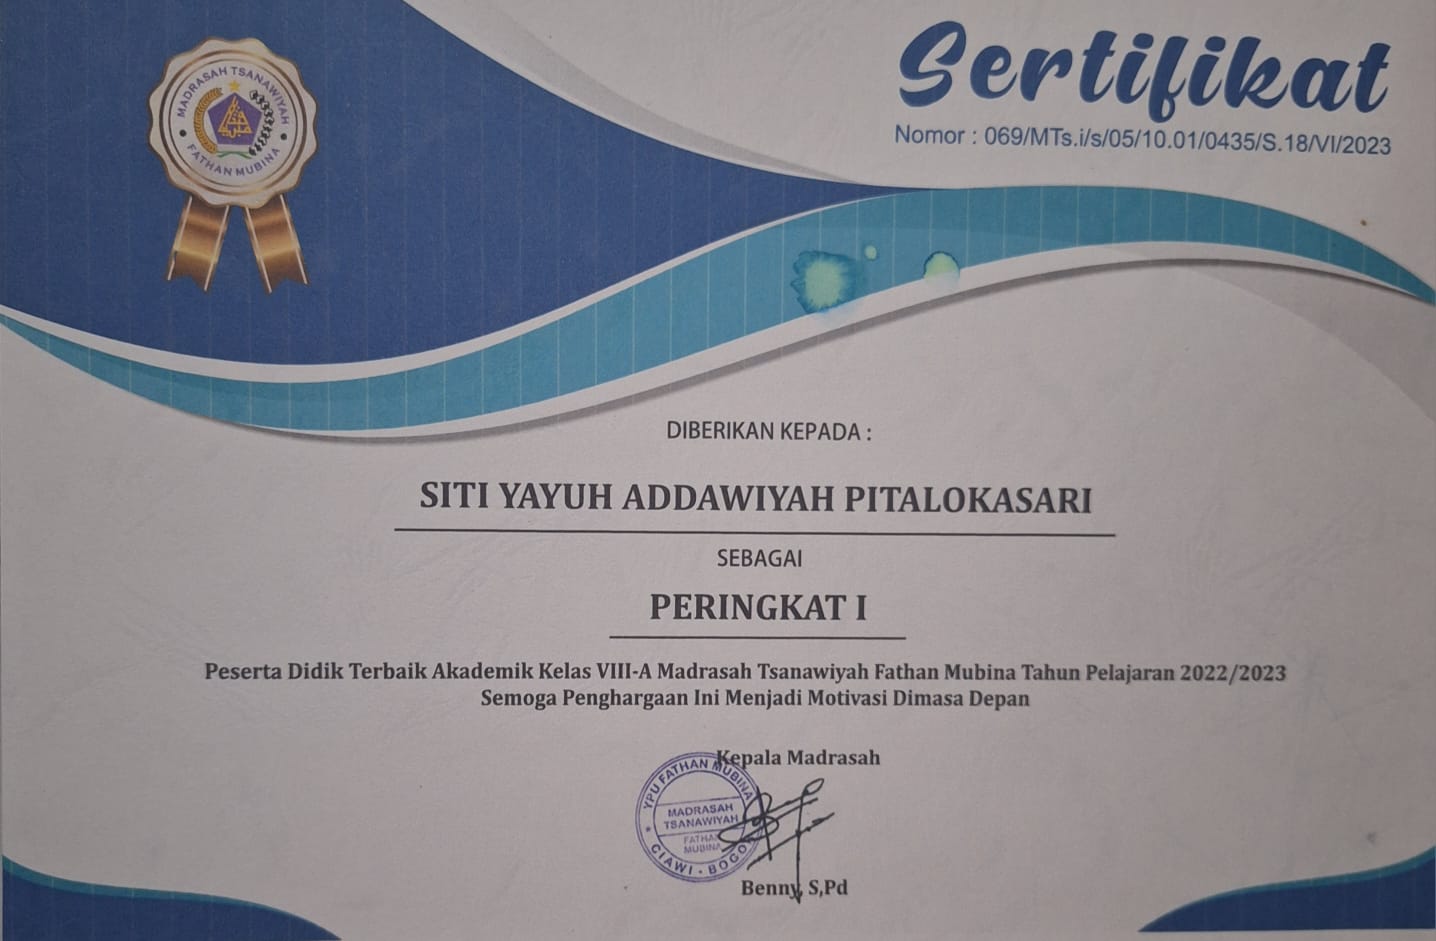 MADRASAH TSANAWIYAH
FATHAN MUBINA
Sertifikat
Nomor : 069/MTs.i/s/05/10.01/0435/S.18/VI/2023
DIBERIKAN KEPADA :
SITI YAYUH ADDAWIYAH PITALOKASARI
SEBAGAI
PERINGKAT I
Peserta Didik Terbaik Akademik Kelas VIII-A Madrasah Tsanawiyah Fathan Mubina Tahun Pelajaran 2022/2023
Semoga Penghargaan Ini Menjadi Motivasi Dimasa Depan
Kepala Madrasah
YPU FATHAN MUBINA
MADRASAH
TSANAWIYAH
FATHAN
MUBINA
CIAWI - BOGOR
Benny, S,Pd